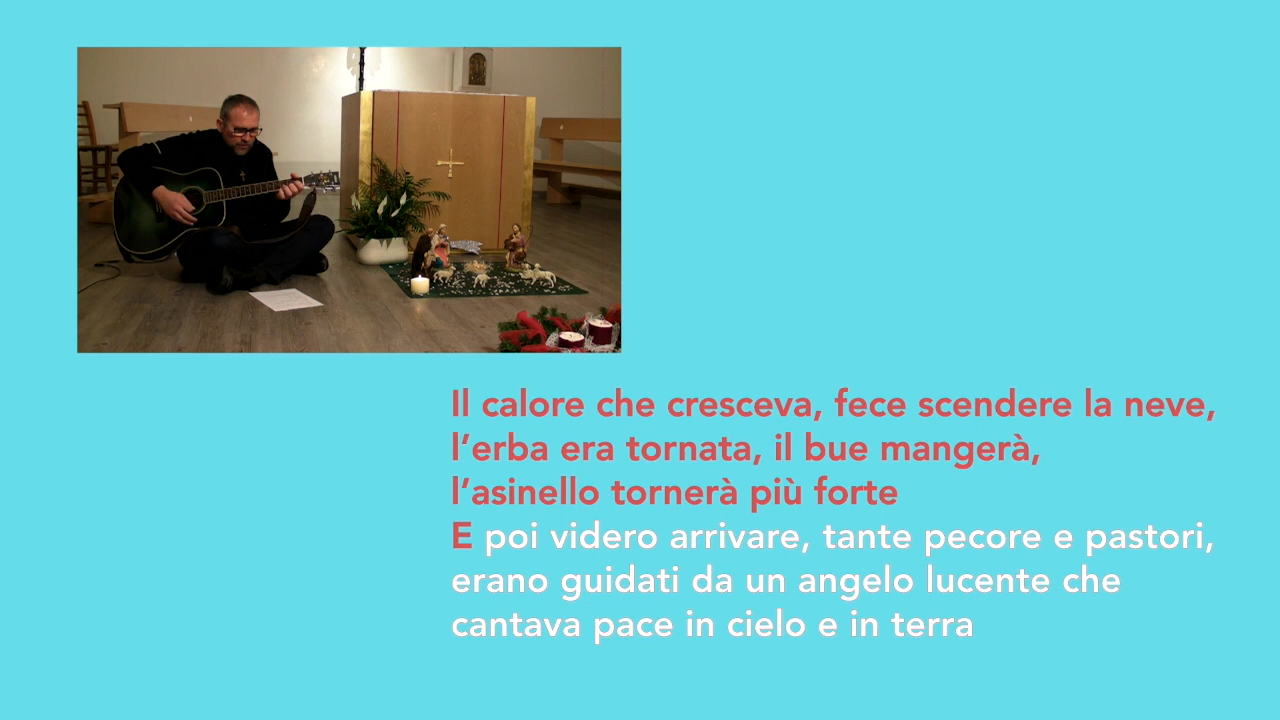 Il calore che cresceva, fece scendere la neve,
l’erba era tornata, il bue mangerà,
l’asinello tornerà più forte
E poi videro arrivare, tante pecore e pastori,
erano guidati da un angelo lucente che
cantava pace in cielo e in terra